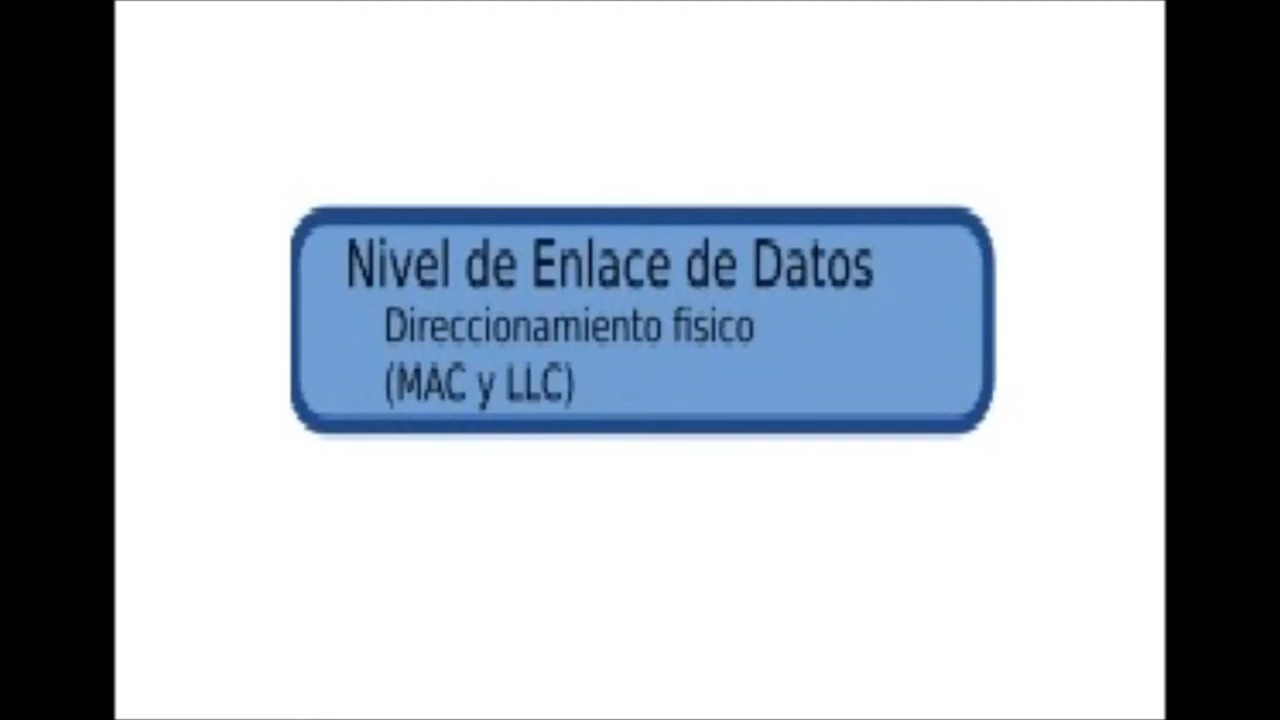 Nivel de Enlace de Datos
Direccionamiento fisico
(MAC y LLC)